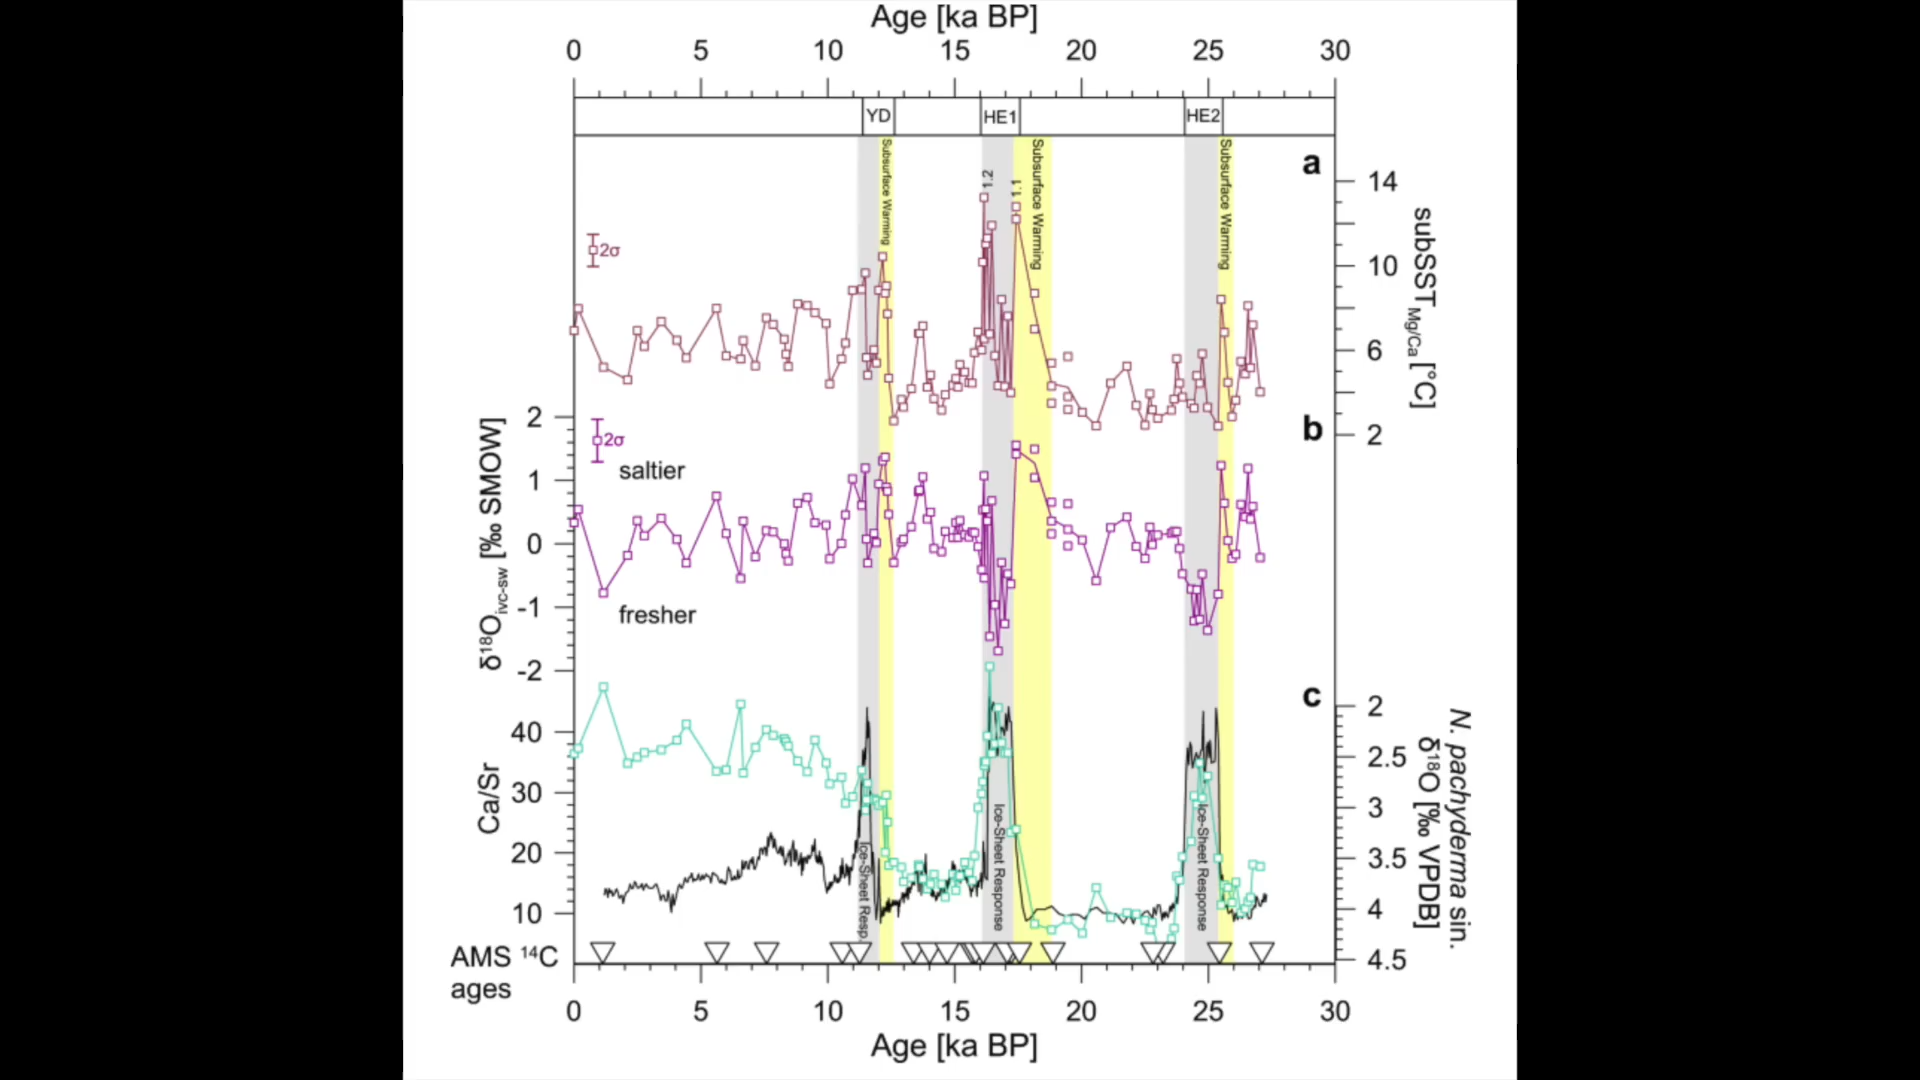 Age [ka BP]
0 5 10 15 20 25 30
YD HE1 HE2
Subsurface Warming
1.2
1.1
Subsurface Warming
Subsurface Warming
a
14
10
6
2
subSST Mg/Ca [°C]
2σ
b
2
1
0
-1
-2
δ¹⁸O ivc-sw [‰ SMOW]
2σ
saltier
fresher
c
40
30
20
10
Ca/Sr
2
2.5
3
3.5
4
4.5
N. pachyderma sin.
δ¹⁸O [‰ VPDB]
Ice-Sheet Resp.
Ice-Sheet Response
Ice-Sheet Response
AMS ¹⁴C
ages
0 5 10 15 20 25 30
Age [ka BP]